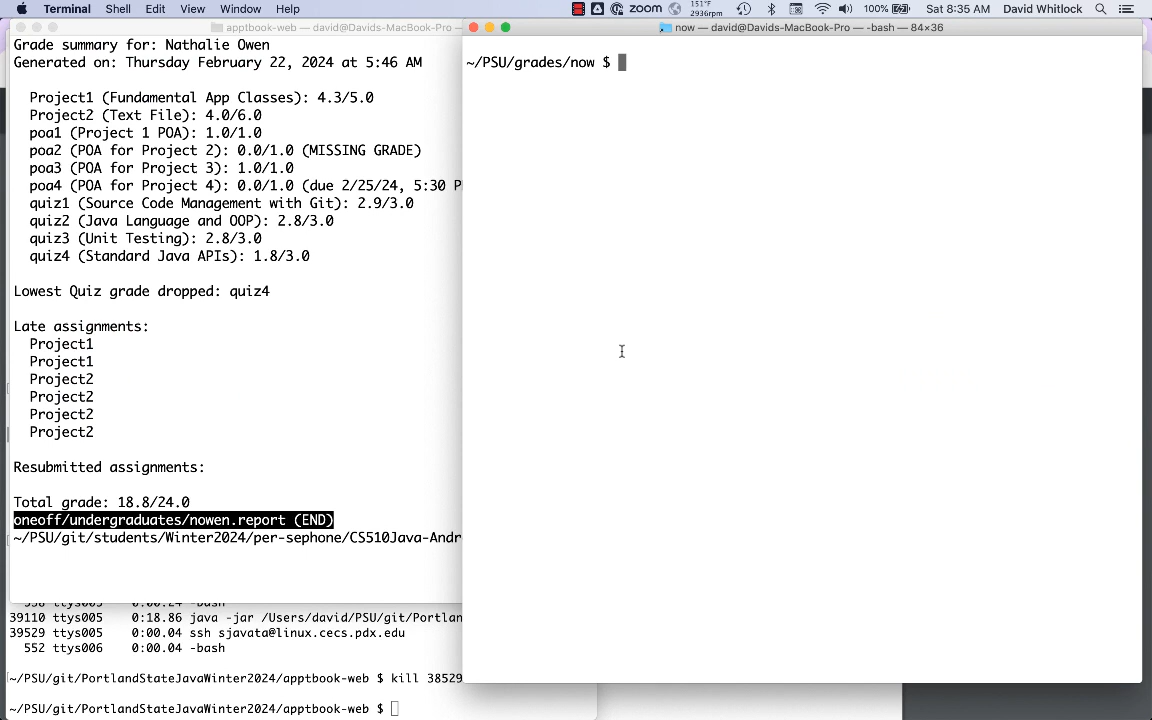 Terminal Shell Edit View Window Help zoom 151°F 2936rpm 100% Sat 8:35 AM David Whitlock
apptbook-web — david@Davids-MacBook-Pro —
now — david@Davids-MacBook-Pro — -bash — 84×36
Grade summary for: Nathalie Owen
Generated on: Thursday February 22, 2024 at 5:46 AM
~/PSU/grades/now $
Project1 (Fundamental App Classes): 4.3/5.0
Project2 (Text File): 4.0/6.0
poa1 (Project 1 POA): 1.0/1.0
poa2 (POA for Project 2): 0.0/1.0 (MISSING GRADE)
poa3 (POA for Project 3): 1.0/1.0
poa4 (POA for Project 4): 0.0/1.0 (due 2/25/24, 5:30 P
quiz1 (Source Code Management with Git): 2.9/3.0
quiz2 (Java Language and OOP): 2.8/3.0
quiz3 (Unit Testing): 2.8/3.0
quiz4 (Standard Java APIs): 1.8/3.0
Lowest Quiz grade dropped: quiz4
Late assignments:
Project1
Project1
Project2
Project2
Project2
Project2
Resubmitted assignments:
Total grade: 18.8/24.0
oneoff/undergraduates/nowen.report (END)
~/PSU/git/students/Winter2024/per-sephone/CS510Java-Andr
ttys005 0:00.24 -bash
39110 ttys005 0:18.86 java -jar /Users/david/PSU/git/Portlan
39529 ttys005 0:00.04 ssh sjavata@linux.cecs.pdx.edu
552 ttys006 0:00.04 -bash
~/PSU/git/PortlandStateJavaWinter2024/apptbook-web $ kill 38529
~/PSU/git/PortlandStateJavaWinter2024/apptbook-web $